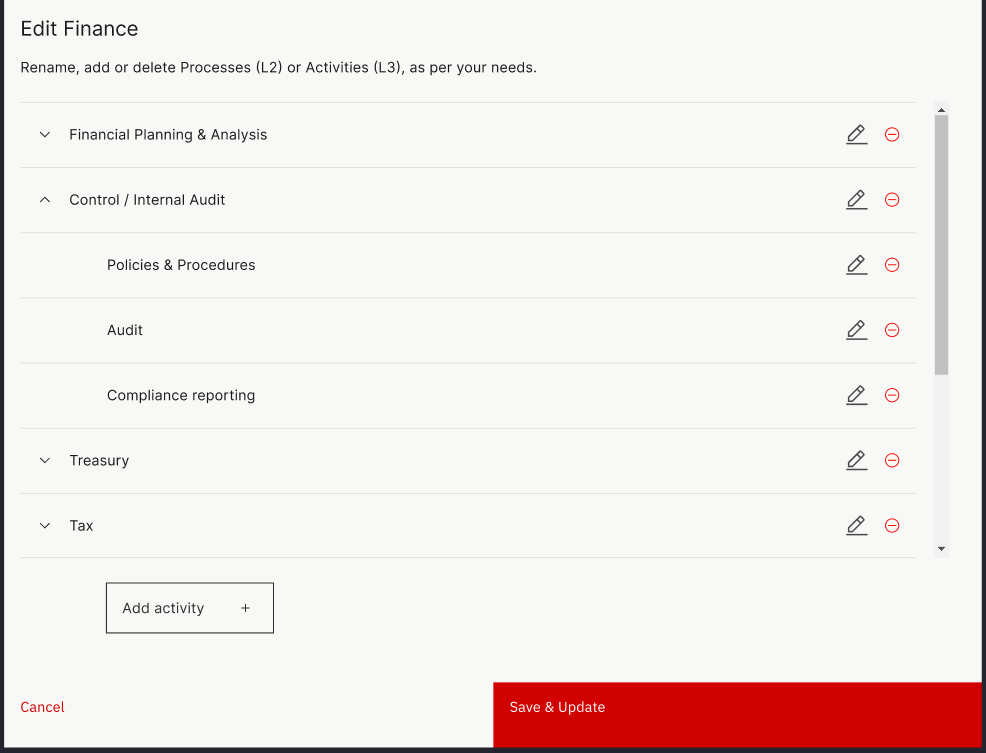 Edit Finance
Rename, add or delete Processes (L2) or Activities (L3), as per your needs.
Financial Planning & Analysis
Control / Internal Audit
Policies & Procedures
Audit
Compliance reporting
Treasury
Tax
Add activity +
Cancel
Save & Update